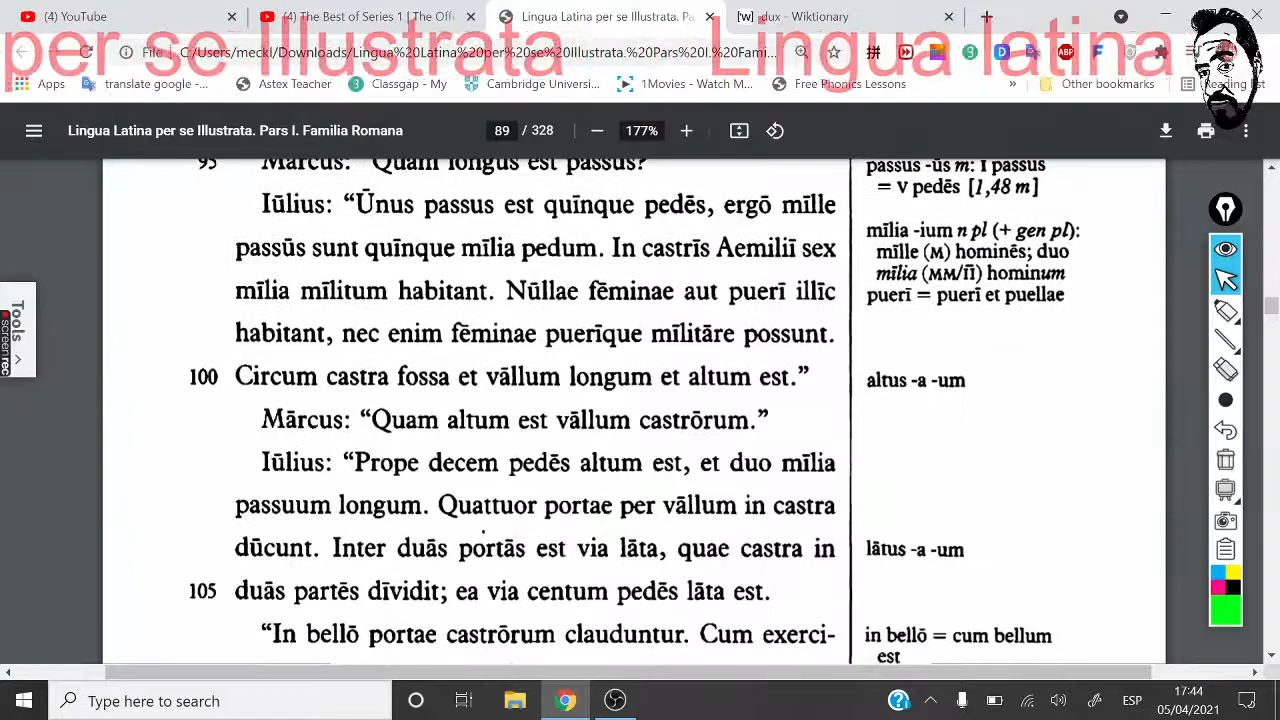 (4) YouTube
(4) The Best of Series 1 | The Offi
Lingua Latina per se Illustrata. Pars
dux - Wiktionary
per se Illustrata Lingua latina
File C:/Users/meckl/Downloads/Lingua%20Latina%20per%20se%20Illustrata.%20Pars%20I.%20Fami...
Apps translate google -... Astex Teacher Classgap - My Cambridge Universi... 1Movies - Watch M... Free Phonics Lessons » Other bookmarks Reading list
Lingua Latina per se Illustrata. Pars I. Familia Romana 89 / 328 177%
95 Mārcus: "Quam longus est passus?"
Iūlius: “Ūnus passus est quīnque pedēs, ergō mīlle
passūs sunt quīnque mīlia pedum. In castrīs Aemiliī sex
mīlia mīlitum habitant. Nūllae fēminae aut puerī illīc
habitant, nec enim fēminae puerīque mīlitāre possunt.
100 Circum castra fossa et vāllum longum et altum est.”
Mārcus: “Quam altum est vāllum castrōrum.”
Iūlius: “Prope decem pedēs altum est, et duo mīlia
passuum longum. Quattuor portae per vāllum in castra
dūcunt. Inter duās portās est via lāta, quae castra in
105 duās partēs dīvidit; ea via centum pedēs lāta est.
“In bellō portae castrōrum clauduntur. Cum exerci-
passus -ūs m: I passus
= V pedēs [1,48 m]
mīlia -ium n pl (+ gen pl):
mīlle (M) hominēs; duo
mīlia (MM/II̅) hominum
puerī = puerī et puellae
altus -a -um
lātus -a -um
in bellō = cum bellum
est
Tools
screenrec
Type here to search
ESP
17:44
05/04/2021